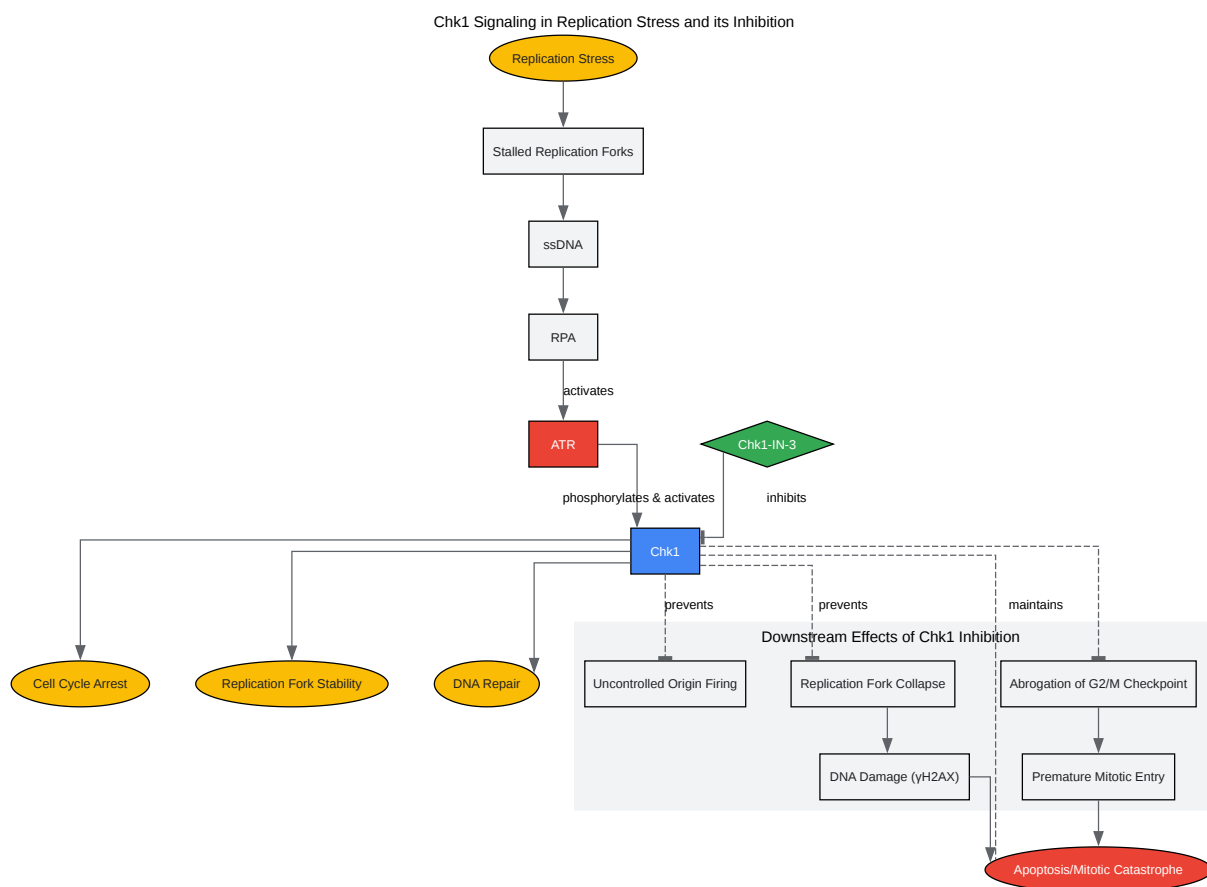 Chk1 Signaling in Replication Stress and its Inhibition
Replication Stress
Stalled Replication Forks
ssDNA
RPA
activates
ATR
Chk1-IN-3
phosphorylates & activates
inhibits
Chk1
prevents
prevents
maintains
Downstream Effects of Chk1 Inhibition
Cell Cycle Arrest
Replication Fork Stability
DNA Repair
Uncontrolled Origin Firing
Replication Fork Collapse
Abrogation of G2/M Checkpoint
DNA Damage (γH2AX)
Premature Mitotic Entry
Apoptosis/Mitotic Catastrophe